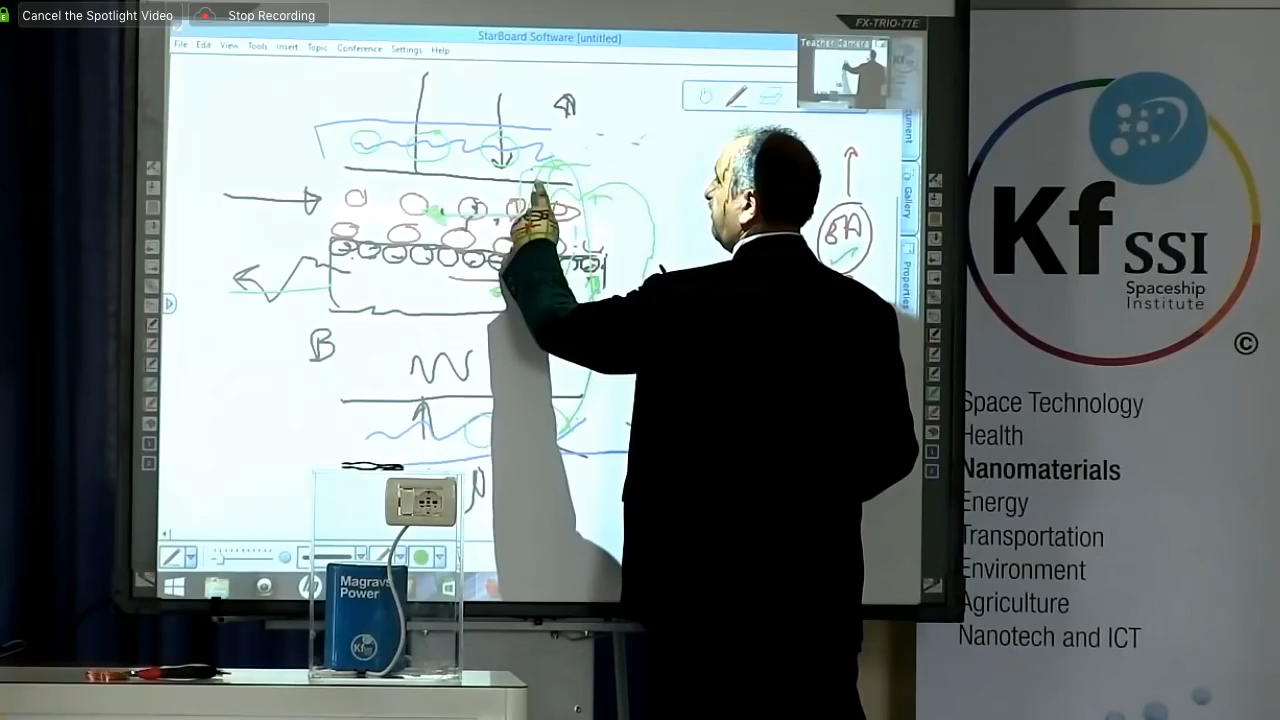 Cancel the Spotlight Video
Stop Recording
FX-TRIO-77E
StarBoard Software [untitled]
File Edit View Tools Insert Topic Conference Settings Help
Teacher Camera
Gallery
Properties
B
Kf SSI
Spaceship
Institute
©
Space Technology
Health
Nanomaterials
Energy
Transportation
Environment
Agriculture
Nanotech and ICT
Magravs
Power
Kf
hp